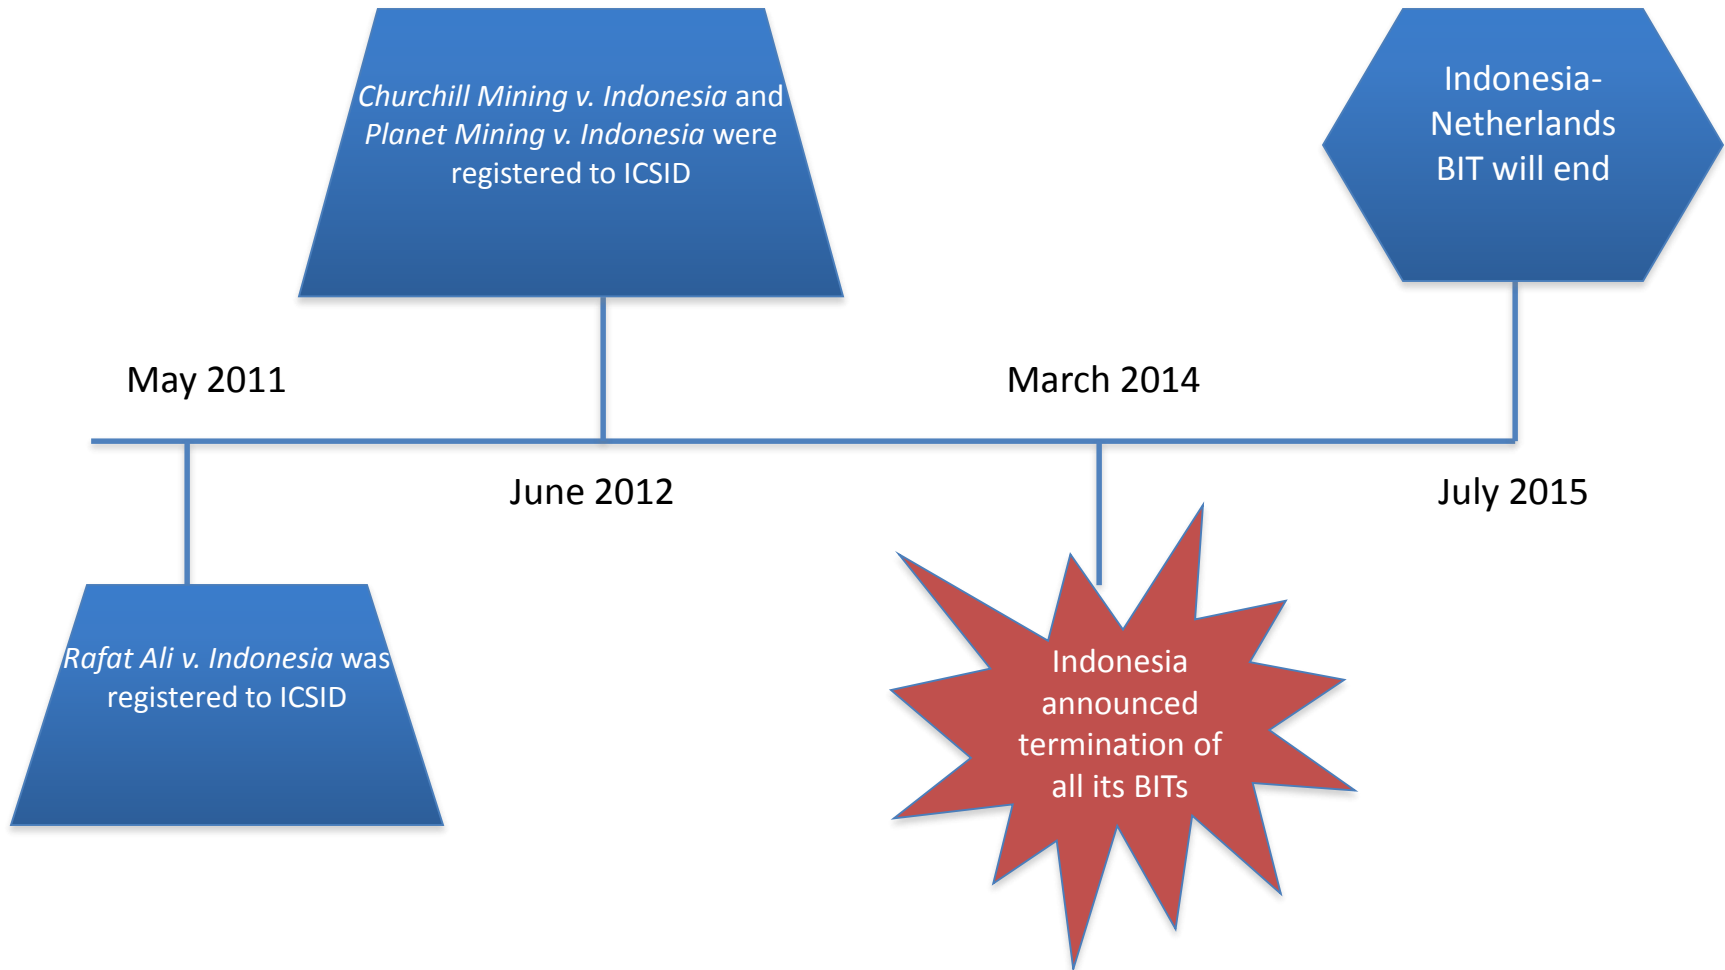 Churchill Mining v. Indonesia and
Planet Mining v. Indonesia were
registered to ICSID
Indonesia-
Netherlands
BIT will end
May 2011
March 2014
June 2012
July 2015
Rafat Ali v. Indonesia was
registered to ICSID
Indonesia
announced
termination of
all its BITs